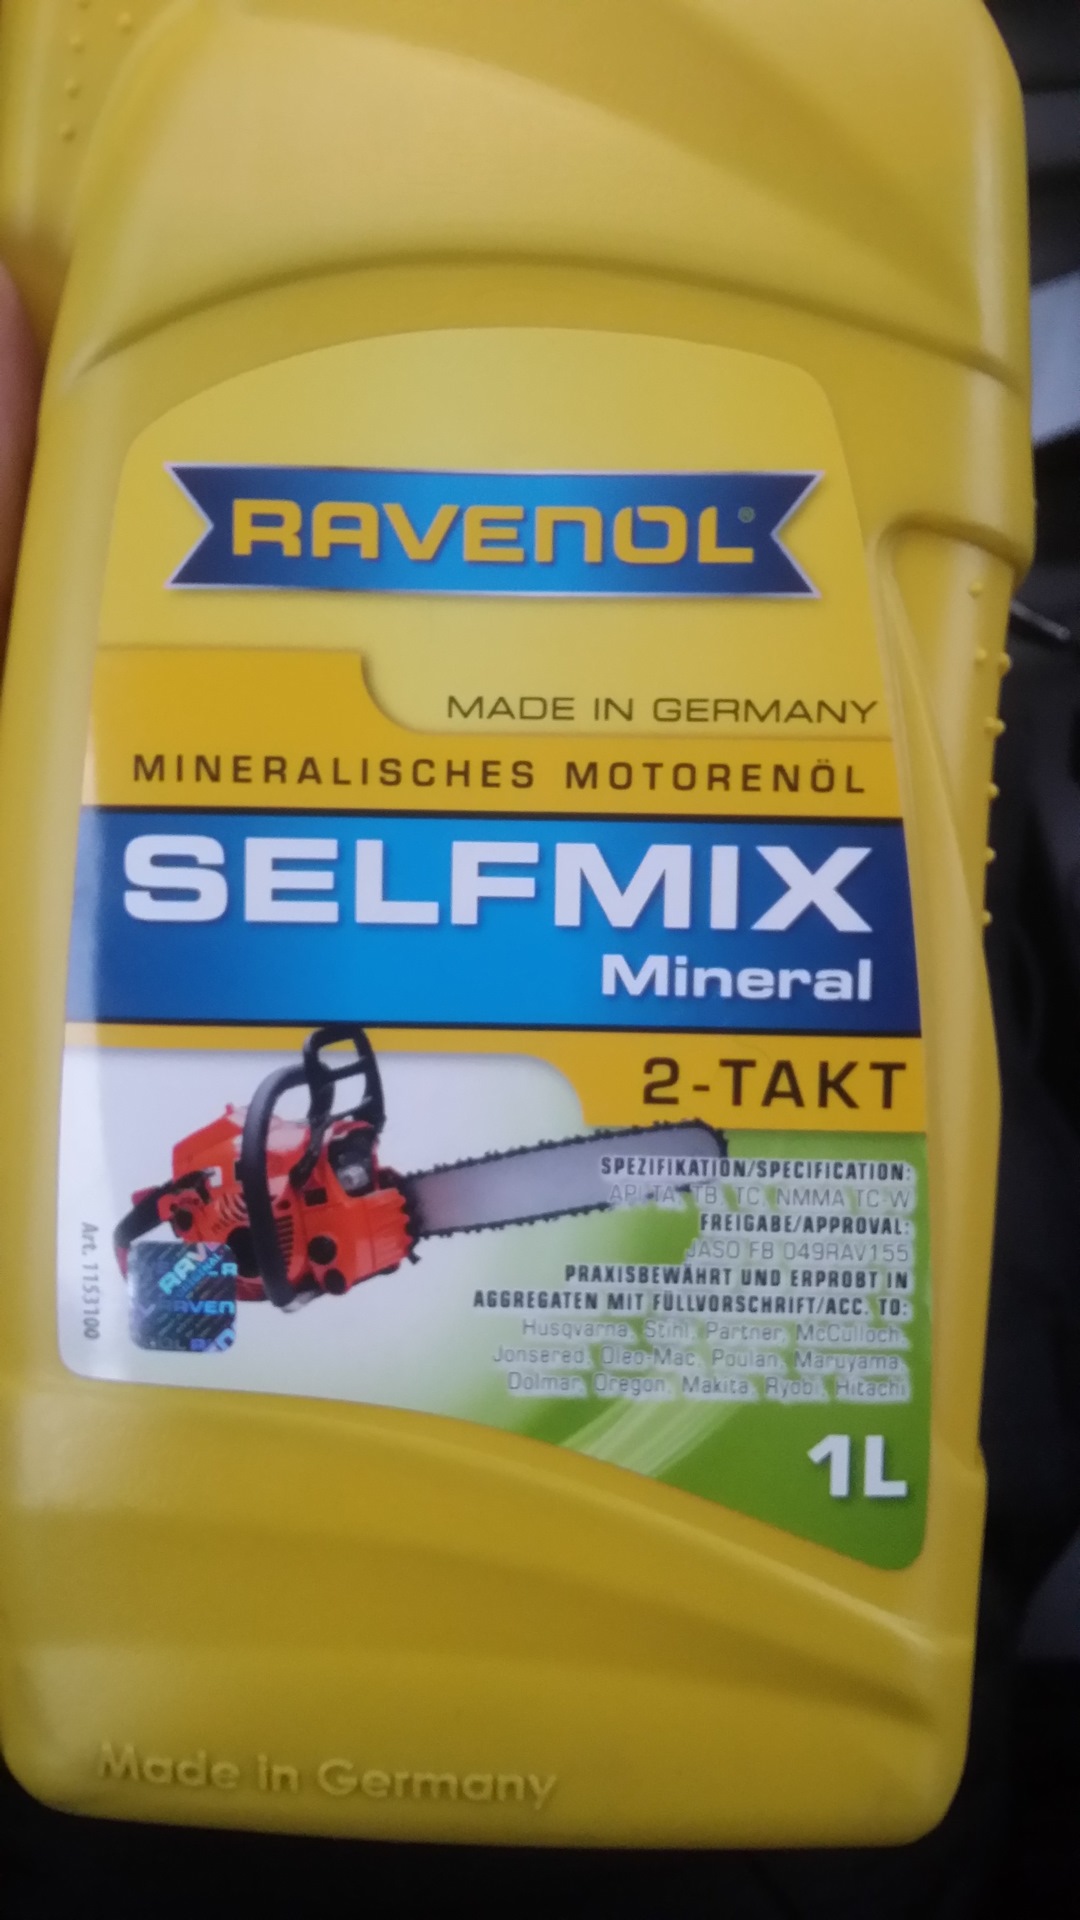 RAVENOL®
MADE IN GERMANY
MINERALISCHES MOTORENÖL
SELFMIX
Mineral
2-TAKT
SPEZIFIKATION/SPECIFICATION:
API TA, TB, TC, NMMA TC-W
FREIGABE/APPROVAL:
JASO FB 049RAV155
PRAXISBEWÄHRT UND ERPROBT IN
AGGREGATEN MIT FÜLLVORSCHRIFT/ACC. TO:
Husqvarna, Stihl, Partner, McCulloch,
Jonsered, Oleo-Mac, Poulan, Maruyama,
Dolmar, Oregon, Makita, Ryobi, Hitachi
1L
Art. 1153100
Made in Germany